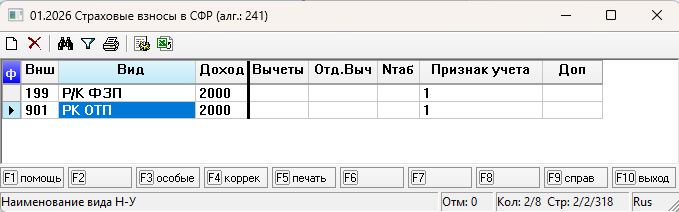 01.2026 Страховые взносы в СФР (алг.: 241)
ф Внш Вид Доход Вычеты Отд.Выч Nтаб Признак учета Доп
199 Р/К ФЗП 2000 1
901 РК ОТП 2000 1
F1 помощь F2 F3 особые F4 коррек F5 печать F6 F7 F8 F9 справ F10 выход
Наименование вида Н-У Отм: 0 Кол: 2/8 Стр: 2/2/318 Rus